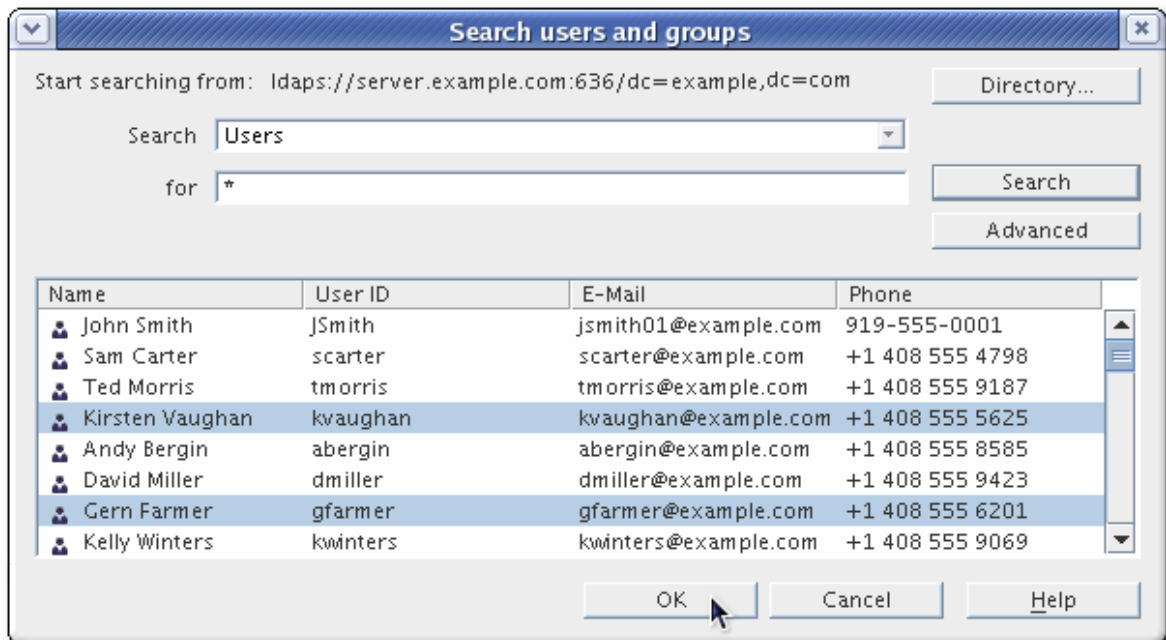 Search users and groups
Start searching from: ldaps://server.example.com:636/dc=example,dc=com
Directory...
Search Users
for *
Search
Advanced
Name User ID E-Mail Phone
John Smith JSmith jsmith01@example.com 919-555-0001
Sam Carter scarter scarter@example.com +1 408 555 4798
Ted Morris tmorris tmorris@example.com +1 408 555 9187
Kirsten Vaughan kvaughan kvaughan@example.com +1 408 555 5625
Andy Bergin abergin abergin@example.com +1 408 555 8585
David Miller dmiller dmiller@example.com +1 408 555 9423
Gern Farmer gfarmer gfarmer@example.com +1 408 555 6201
Kelly Winters kwinters kwinters@example.com +1 408 555 9069
OK Cancel Help